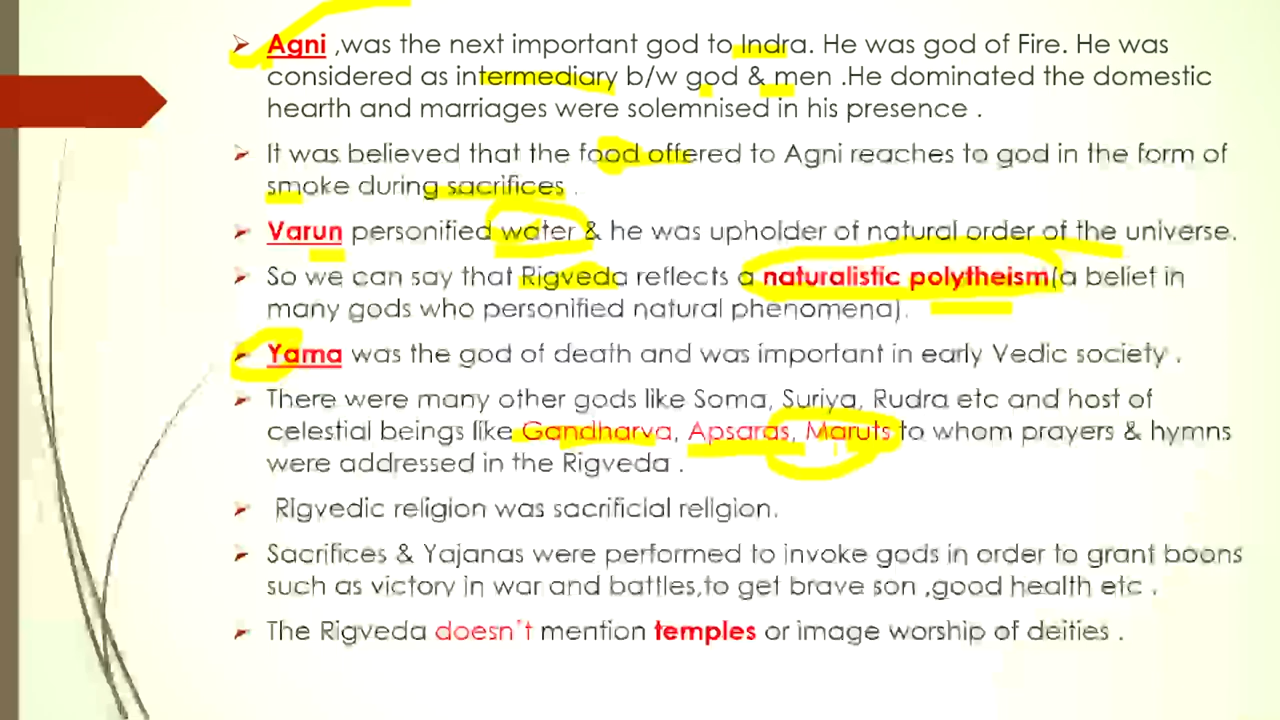 Agni ,was the next important god to Indra. He was god of Fire. He was
considered as intermediary b/w god & men .He dominated the domestic
hearth and marriages were solemnised in his presence .
It was believed that the food offered to Agni reaches to god in the form of
smoke during sacrifices .
Varun personified water & he was upholder of natural order of the universe.
So we can say that Rigveda reflects a naturalistic polytheism(a belief in
many gods who personified natural phenomena).
Yama was the god of death and was important in early Vedic society .
There were many other gods like Soma, Suriya, Rudra etc and host of
celestial beings like Gandharva, Apsaras, Maruts to whom prayers & hymns
were addressed in the Rigveda .
Rigvedic religion was sacrificial religion.
Sacrifices & Yajanas were performed to invoke gods in order to grant boons
such as victory in war and battles,to get brave son ,good health etc .
The Rigveda doesn't mention temples or image worship of deities .